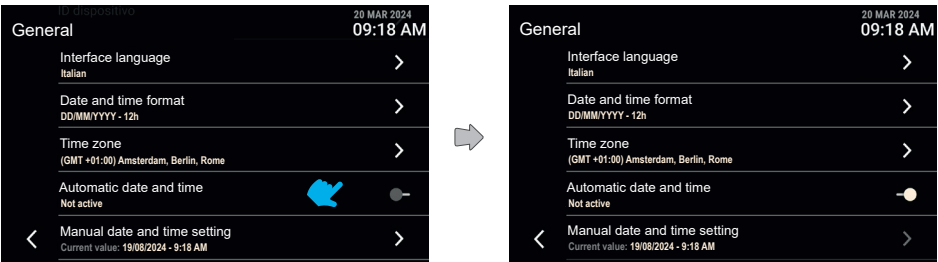 ID dispositivo
20 MAR 2024
General
09:18 AM
Interface language
Italian
Date and time format
DD/MM/YYYY - 12h
Time zone
(GMT +01:00) Amsterdam, Berlin, Rome
Automatic date and time
Not active
Manual date and time setting
Current value: 19/08/2024 - 9:18 AM
20 MAR 2024
General
09:18 AM
Interface language
Italian
Date and time format
DD/MM/YYYY - 12h
Time zone
(GMT +01:00) Amsterdam, Berlin, Rome
Automatic date and time
Not active
Manual date and time setting
Current value: 19/08/2024 - 9:18 AM